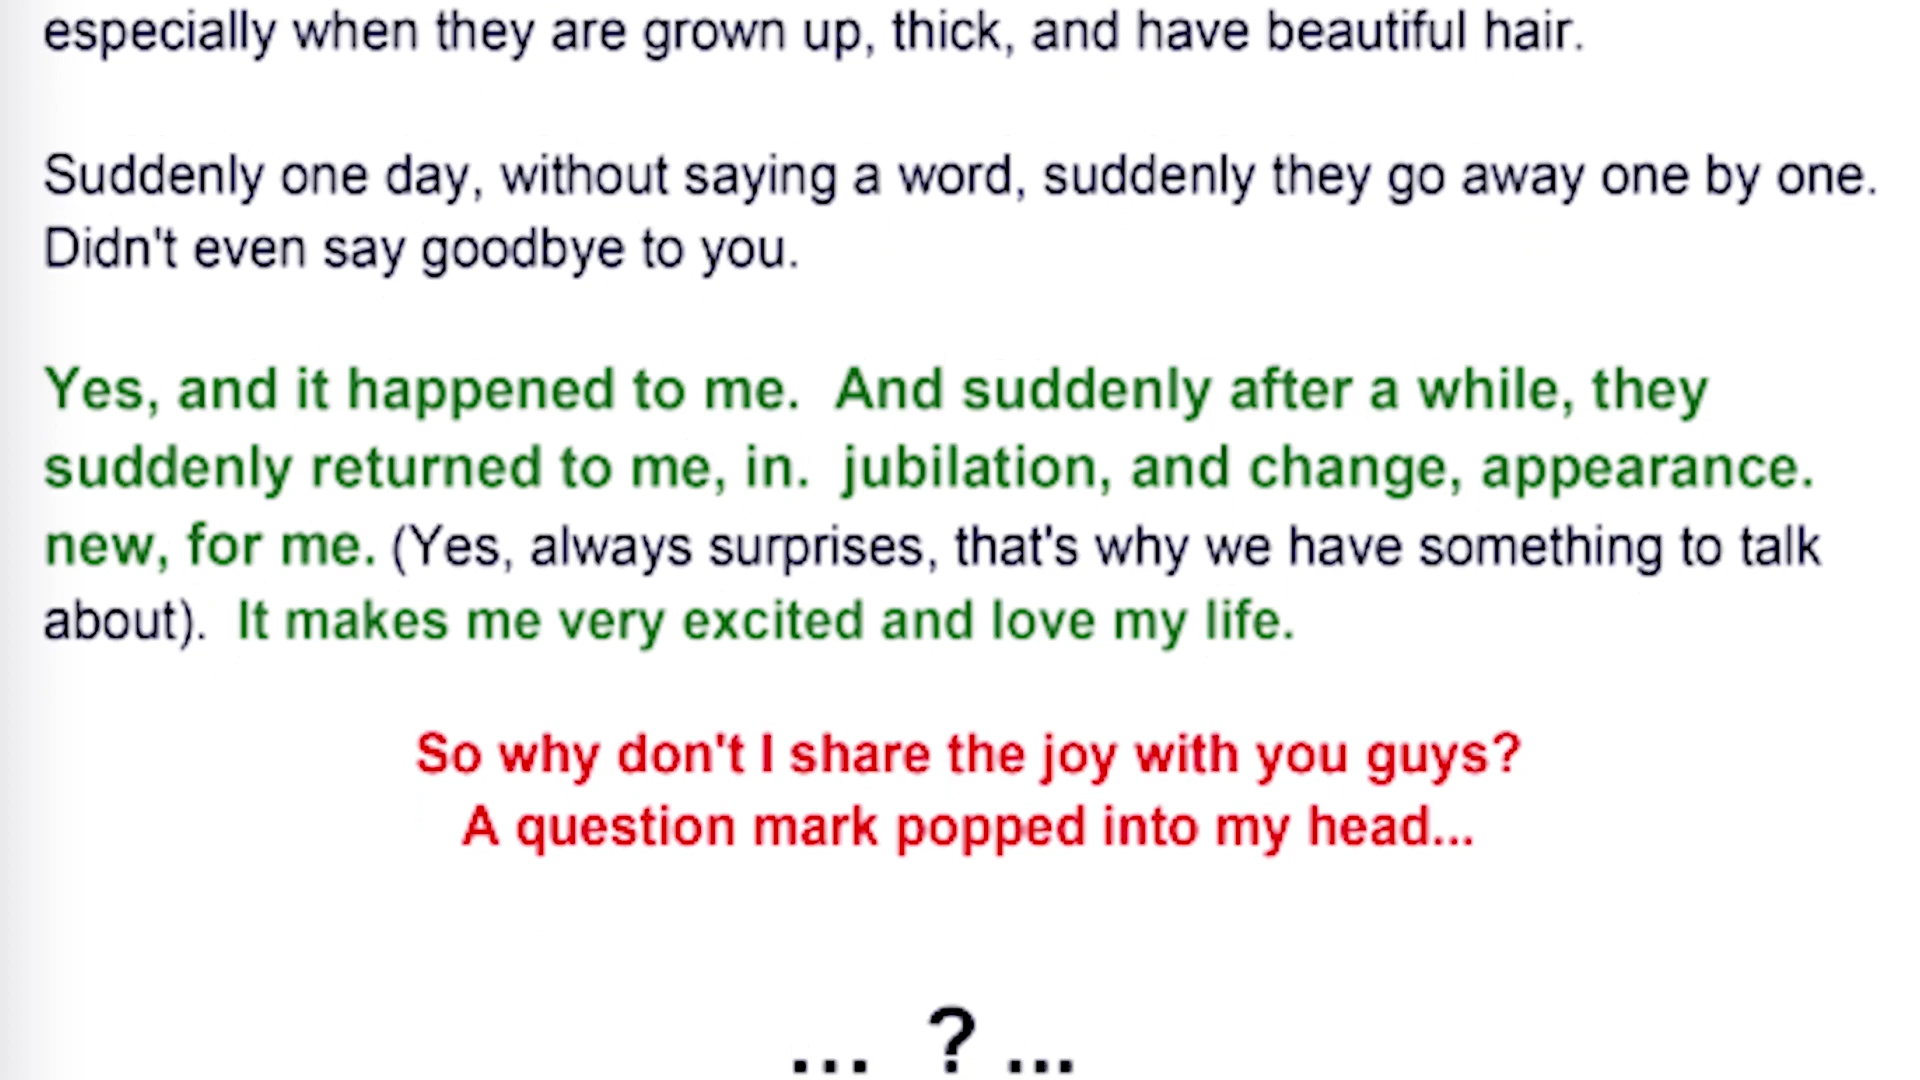 especially when they are grown up, thick, and have beautiful hair.
Suddenly one day, without saying a word, suddenly they go away one by one.
Didn't even say goodbye to you.
Yes, and it happened to me. And suddenly after a while, they
suddenly returned to me, in. jubilation, and change, appearance.
new, for me. (Yes, always surprises, that's why we have something to talk
about). It makes me very excited and love my life.
So why don't I share the joy with you guys?
A question mark popped into my head...
... ? ...